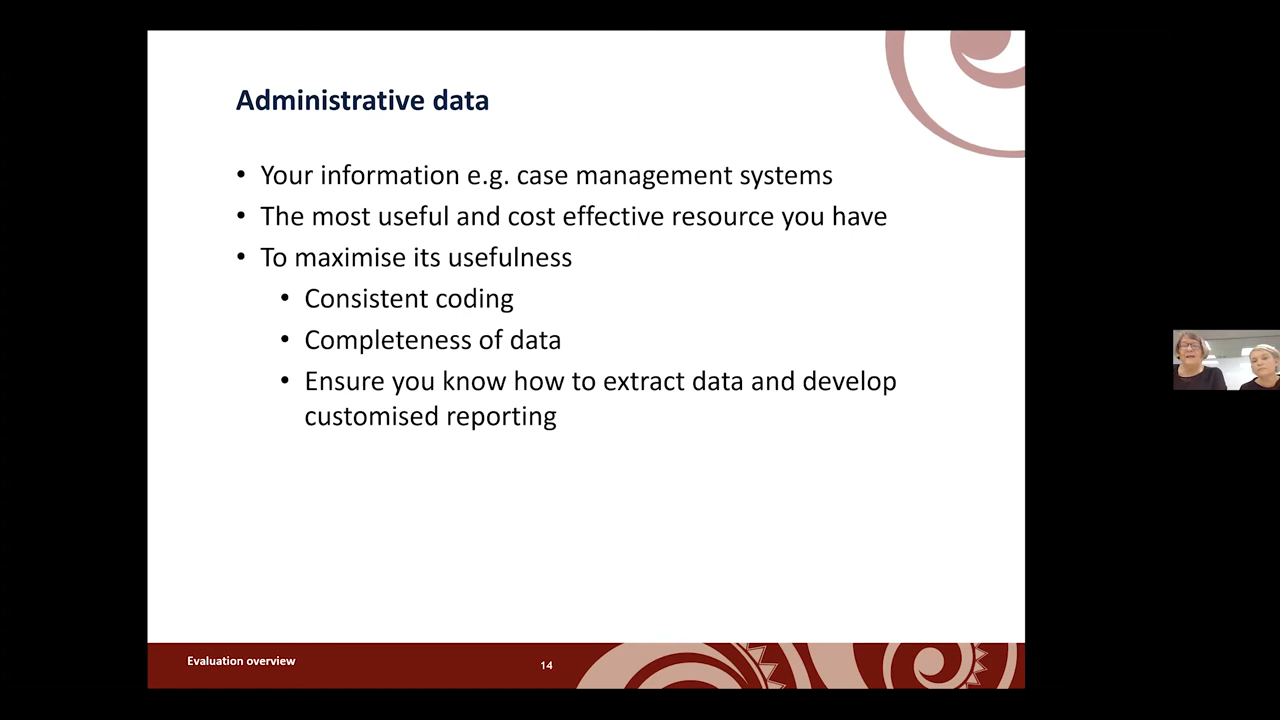 Administrative data
• Your information e.g. case management systems
• The most useful and cost effective resource you have
• To maximise its usefulness
• Consistent coding
• Completeness of data
• Ensure you know how to extract data and develop
customised reporting
Evaluation overview
14